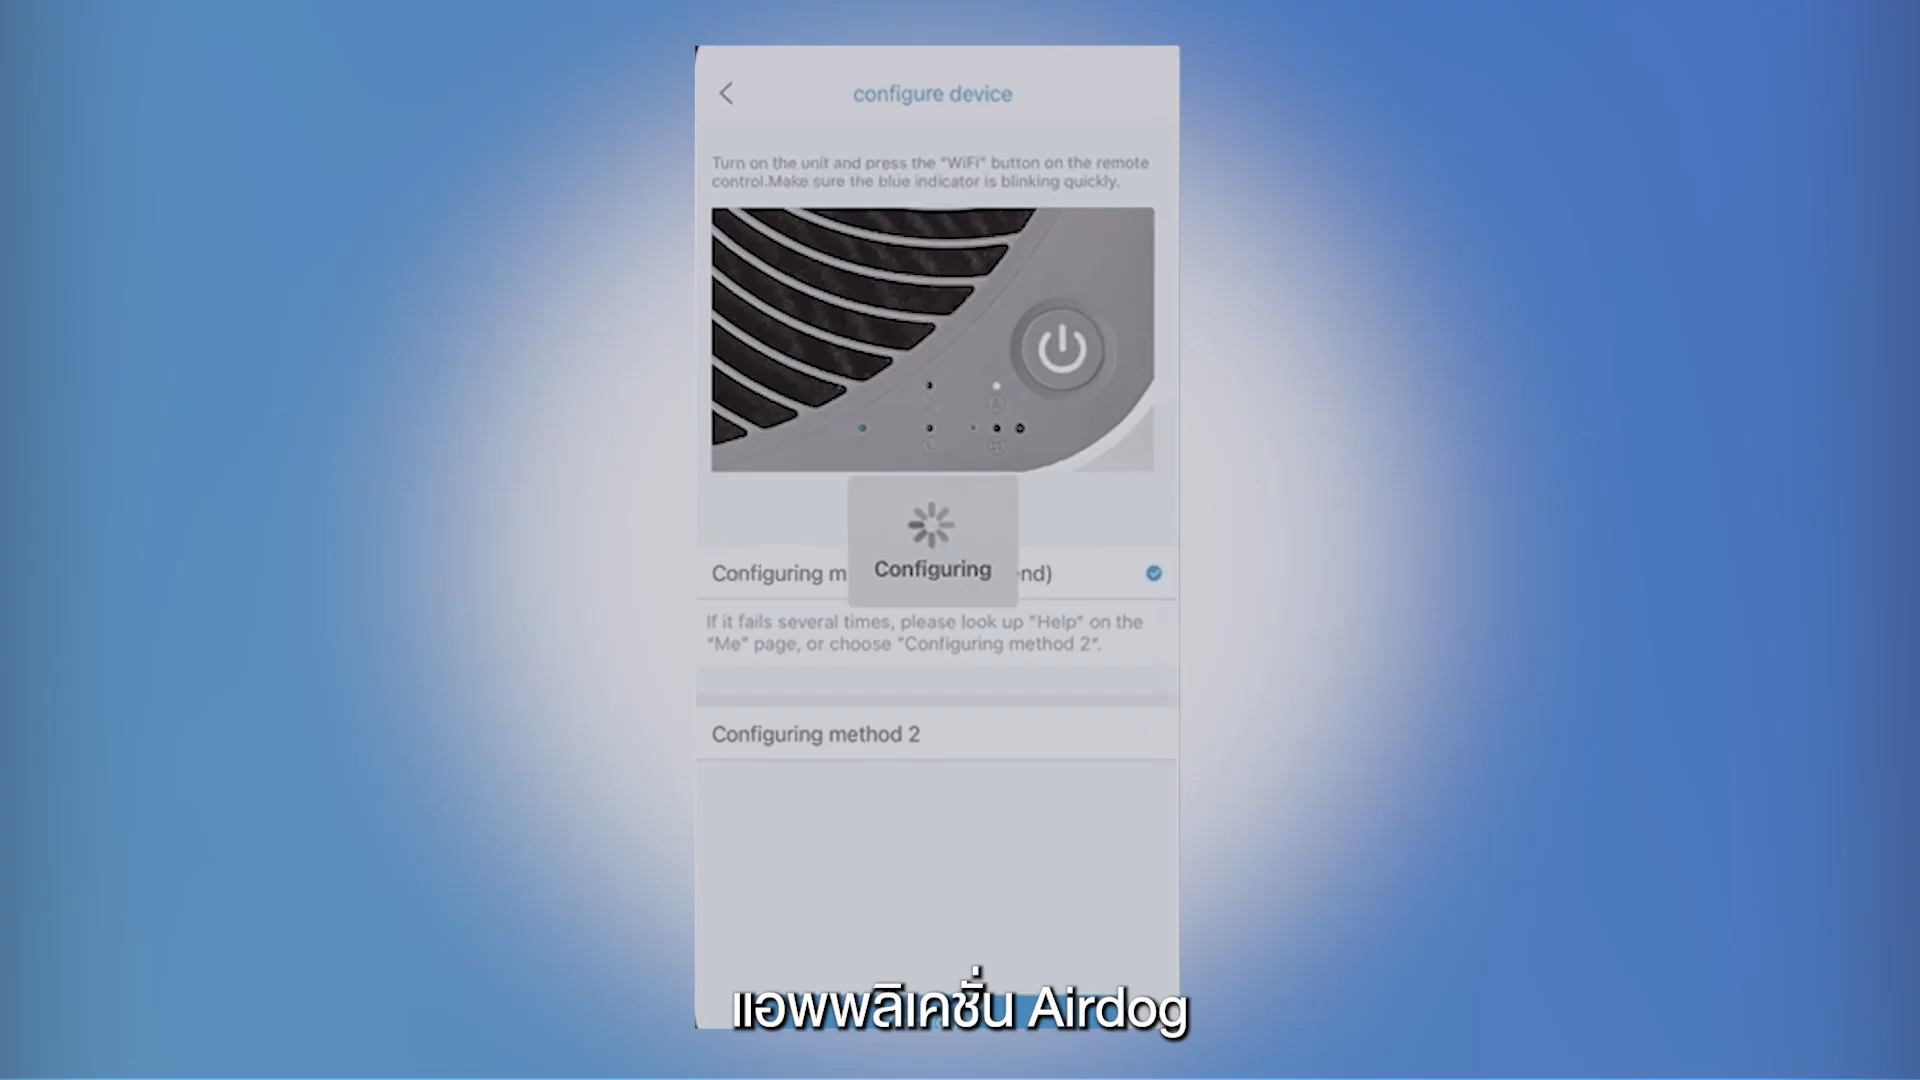 configure device
Turn on the unit and press the "WiFi" button on the remote
control.Make sure the blue indicator is blinking quickly.
Configuring
Configuring m nd)
If it fails several times, please look up "Help" on the
"Me" page, or choose "Configuring method 2".
Configuring method 2
แอพพลิเคชั่น Airdog